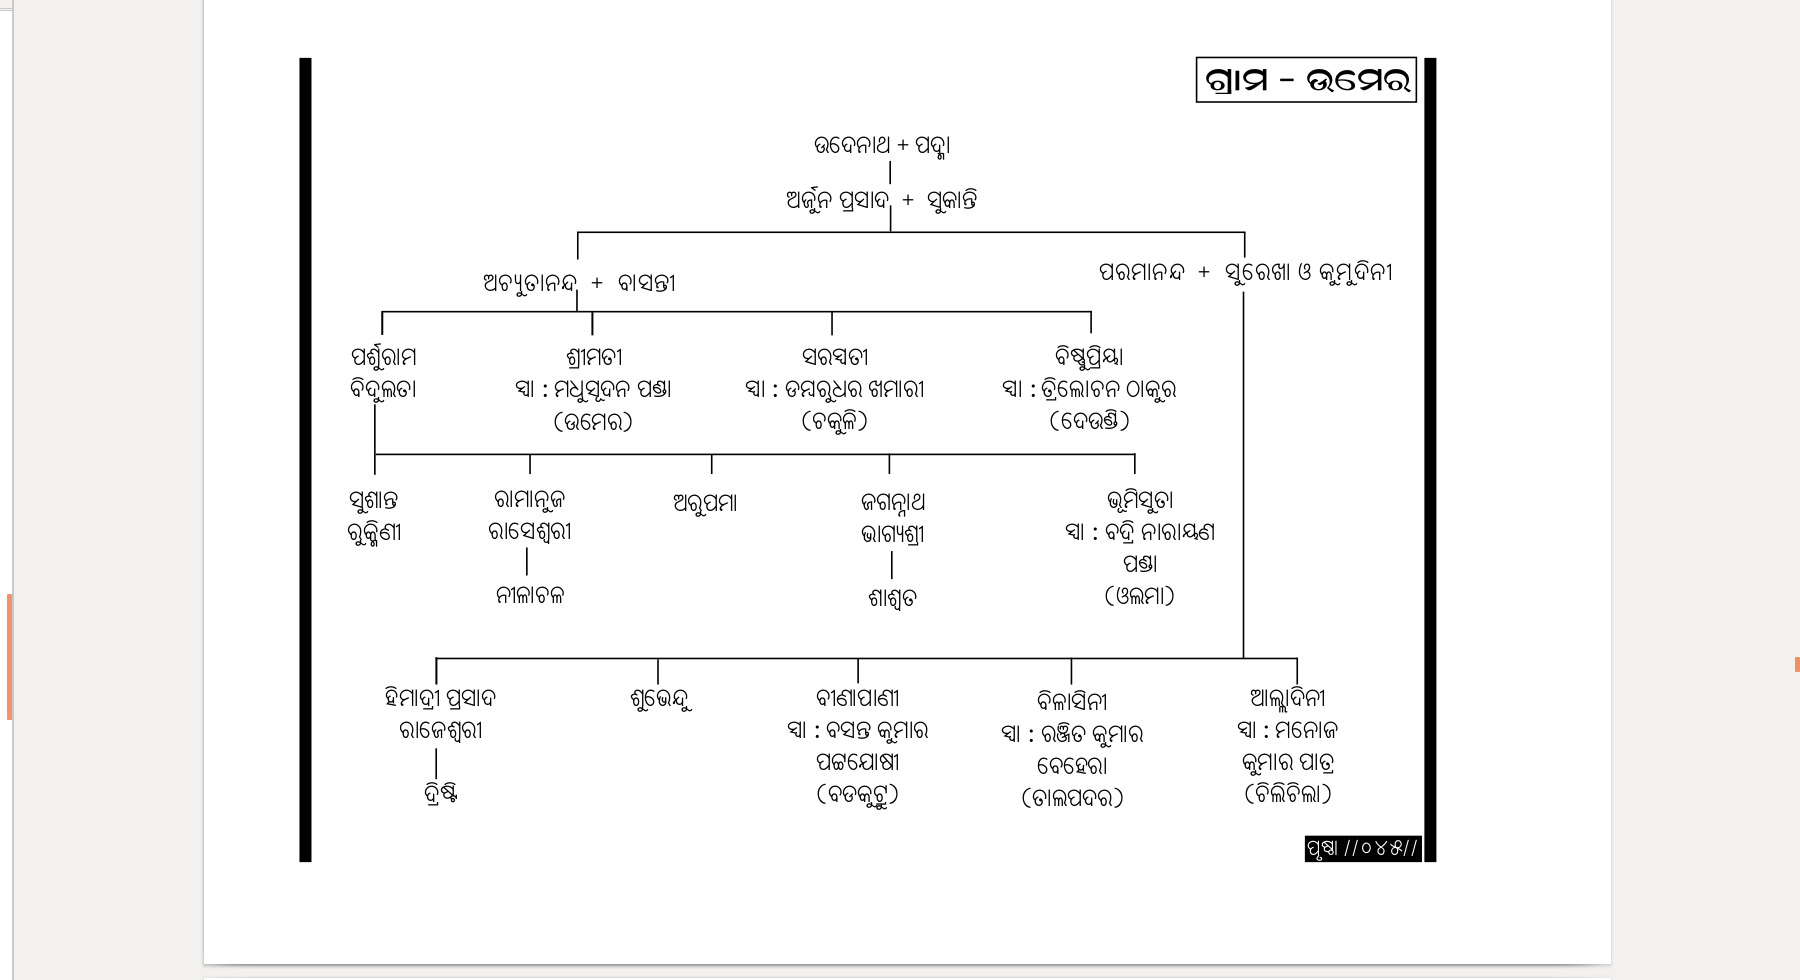 ଗ୍ରାମ - ଉମେର
ଉଦେନାଥ + ପଦ୍ମା
ଅର୍ଜୁନ ପ୍ରସାଦ + ସୁକାନ୍ତି
ଅଚ୍ୟୁତାନନ୍ଦ + ବାସନ୍ତୀ
ପରମାନନ୍ଦ + ସୁରେଖା ଓ କୁମୁଦିନୀ
ପର୍ଶୁରାମ
ବିଦୁଲତା
ଶ୍ରୀମତୀ
ସ୍ୱା : ମଧୁସୂଦନ ପଣ୍ଡା
(ଉମେର)
ସରସ୍ୱତୀ
ସ୍ୱା : ଡମ୍ବରୁଧର ଖମାରୀ
(ଚକୁଳି)
ବିଷ୍ଣୁପ୍ରିୟା
ସ୍ୱା : ତ୍ରିଲୋଚନ ଠାକୁର
(ଦେଉଣ୍ଡି)
ସୁଶାନ୍ତ
ରୁକ୍ମିଣୀ
ରାମାନୁଜ
ରାସେଶ୍ୱରୀ
ନୀଳାଚଳ
ଅରୁପମା
ଜଗନ୍ନାଥ
ଭାଗ୍ୟଶ୍ରୀ
ଶାଶ୍ୱତ
ଭୂମିସୁତା
ସ୍ୱା : ବଦ୍ରି ନାରାୟଣ
ପଣ୍ଡା
(ଓଲମା)
ହିମାଦ୍ରୀ ପ୍ରସାଦ
ରାଜେଶ୍ୱରୀ
ଦ୍ରିଷ୍ଟି
ଶୁଭେନ୍ଦୁ
ବୀଣାପାଣୀ
ସ୍ୱା : ବସନ୍ତ କୁମାର
ପଟ୍ଟଯୋଷୀ
(ବଡକୁଟ୍ରୁ)
ବିଳାସିନୀ
ସ୍ୱା : ରଞ୍ଜିତ କୁମାର
ବେହେରା
(ତାଲପଦର)
ଆଲ୍ଲାଦିନୀ
ସ୍ୱା : ମନୋଜ
କୁମାର ପାତ୍ର
(ଚିଲିଚିଲା)
ପୃଷ୍ଠା //୦୪୫//